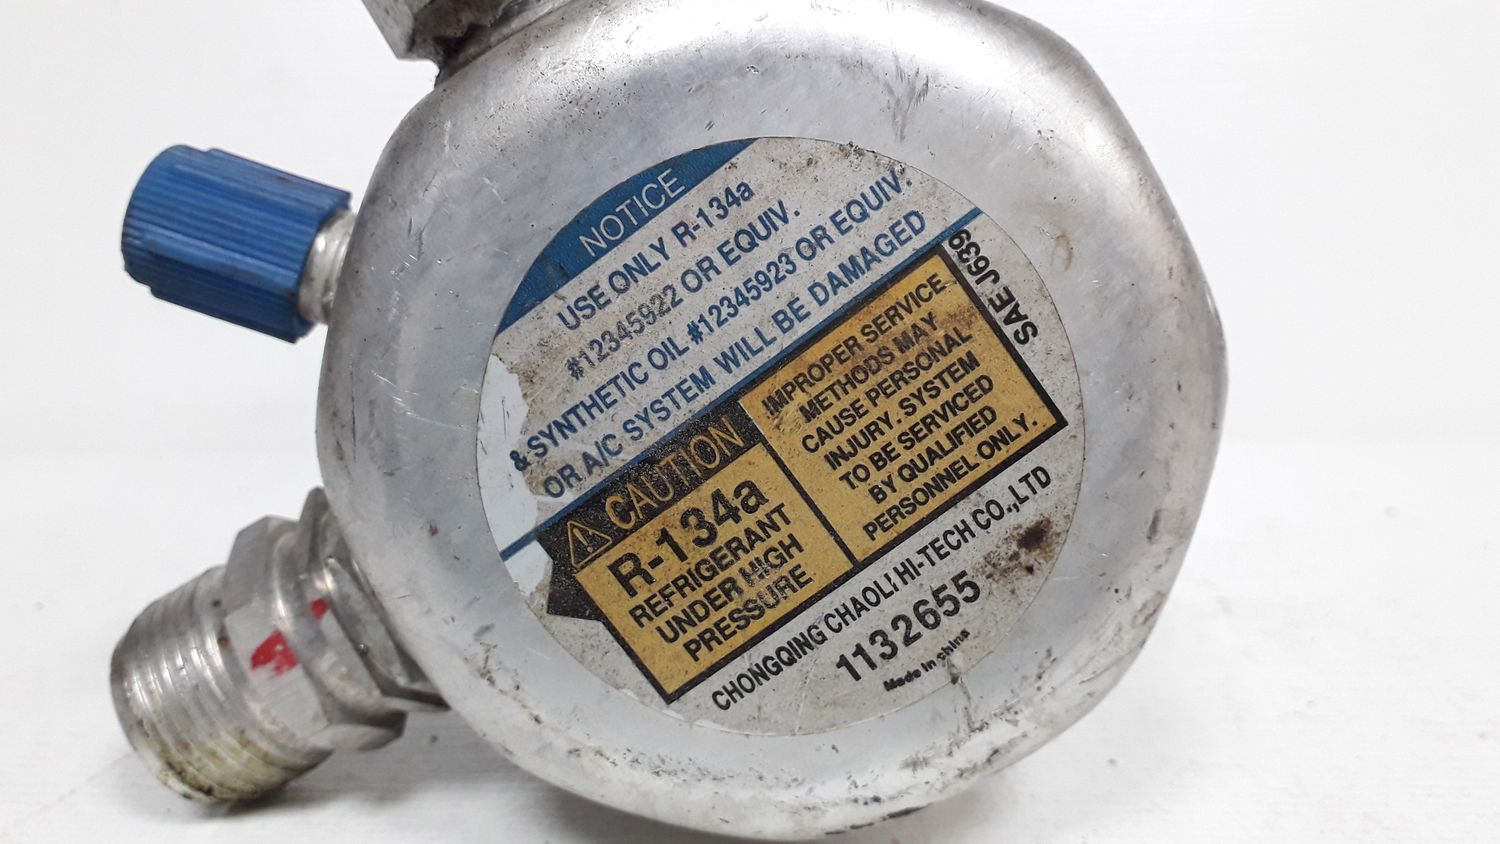 NOTICE
USE ONLY R-134a
#12345922 OR EQUIV.
& SYNTHETIC OIL #12345923 OR EQUIV.
OR A/C SYSTEM WILL BE DAMAGED
SAE J639
CAUTION
R-134a
REFRIGERANT
UNDER HIGH
PRESSURE
IMPROPER SERVICE
METHODS MAY
CAUSE PERSONAL
INJURY. SYSTEM
TO BE SERVICED
BY QUALIFIED
PERSONNEL ONLY.
CHONGQING CHAOLI HI-TECH CO.,LTD
1132655
Made in china